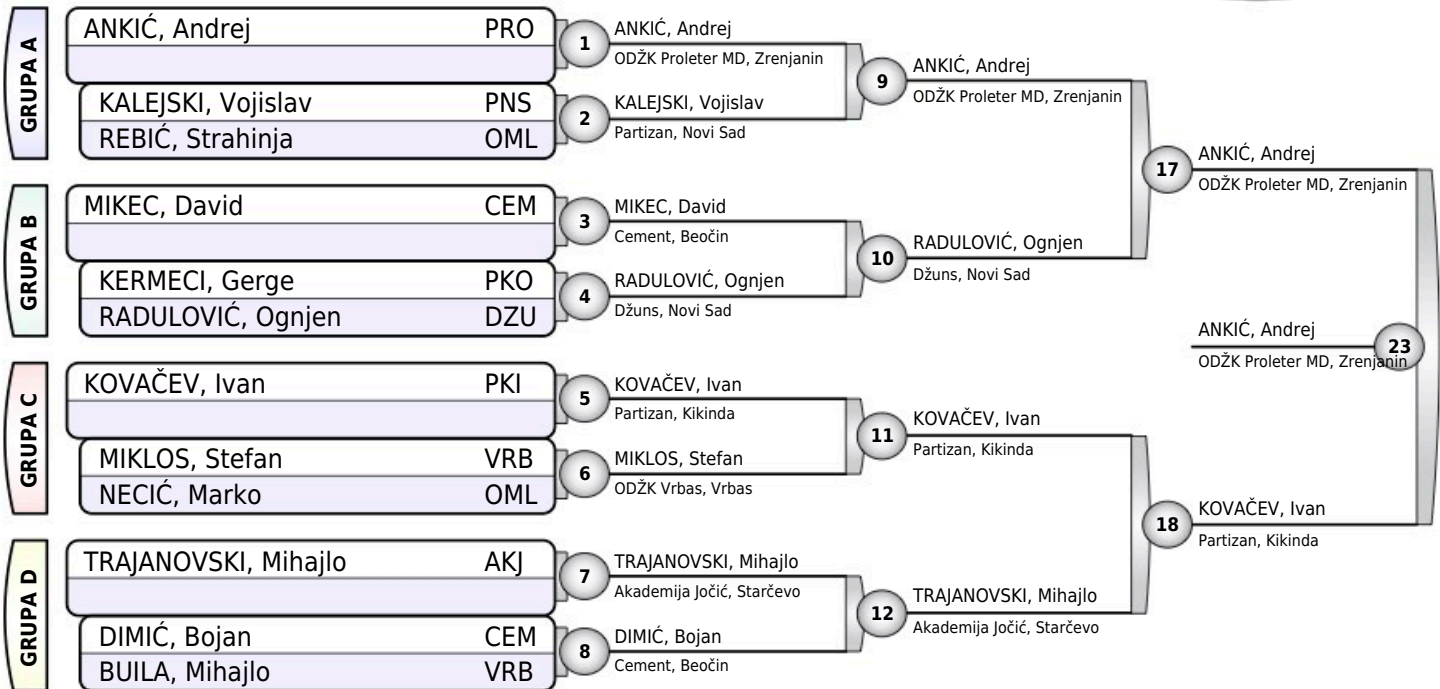 GRUPA A
ANKIĆ, Andrej PRO
KALEJSKI, Vojislav PNS
REBIĆ, Strahinja OML
GRUPA B
MIKEC, David CEM
KERMECI, Gerge PKO
RADULOVIĆ, Ognjen DZU
GRUPA C
KOVAČEV, Ivan PKI
MIKLOS, Stefan VRB
NECIĆ, Marko OML
GRUPA D
TRAJANOVSKI, Mihajlo AKJ
DIMIĆ, Bojan CEM
BUILA, Mihajlo VRB
1
ANKIĆ, Andrej
ODŽK Proleter MD, Zrenjanin
2
KALEJSKI, Vojislav
Partizan, Novi Sad
3
MIKEC, David
Cement, Beočin
4
RADULOVIĆ, Ognjen
Džuns, Novi Sad
5
KOVAČEV, Ivan
Partizan, Kikinda
6
MIKLOS, Stefan
ODŽK Vrbas, Vrbas
7
TRAJANOVSKI, Mihajlo
Akademija Jočić, Starčevo
8
DIMIĆ, Bojan
Cement, Beočin
9
ANKIĆ, Andrej
ODŽK Proleter MD, Zrenjanin
10
RADULOVIĆ, Ognjen
Džuns, Novi Sad
11
KOVAČEV, Ivan
Partizan, Kikinda
12
TRAJANOVSKI, Mihajlo
Akademija Jočić, Starčevo
17
ANKIĆ, Andrej
ODŽK Proleter MD, Zrenjanin
18
KOVAČEV, Ivan
Partizan, Kikinda
ANKIĆ, Andrej
ODŽK Proleter MD, Zrenjanin
23